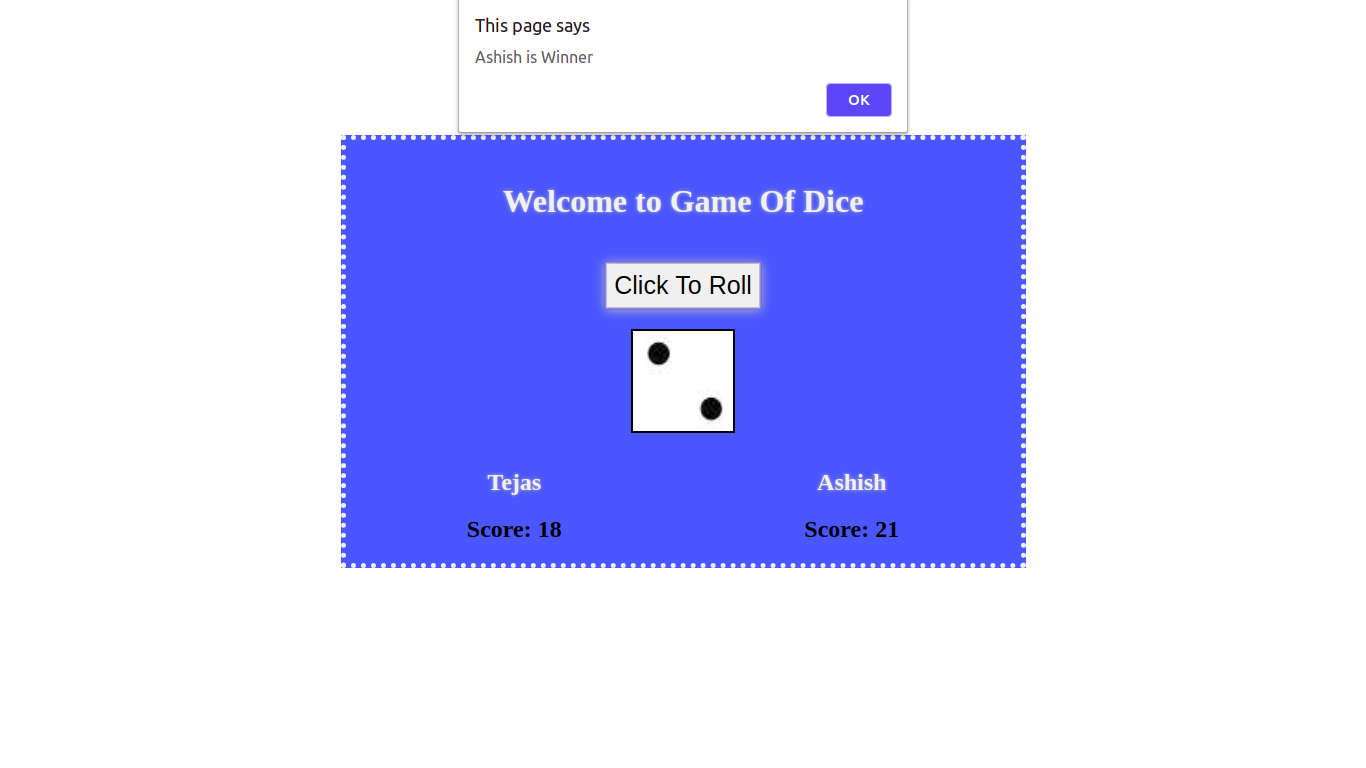 This page says
Ashish is Winner
OK
Welcome to Game Of Dice
Click To Roll
Tejas Ashish
Score: 18 Score: 21